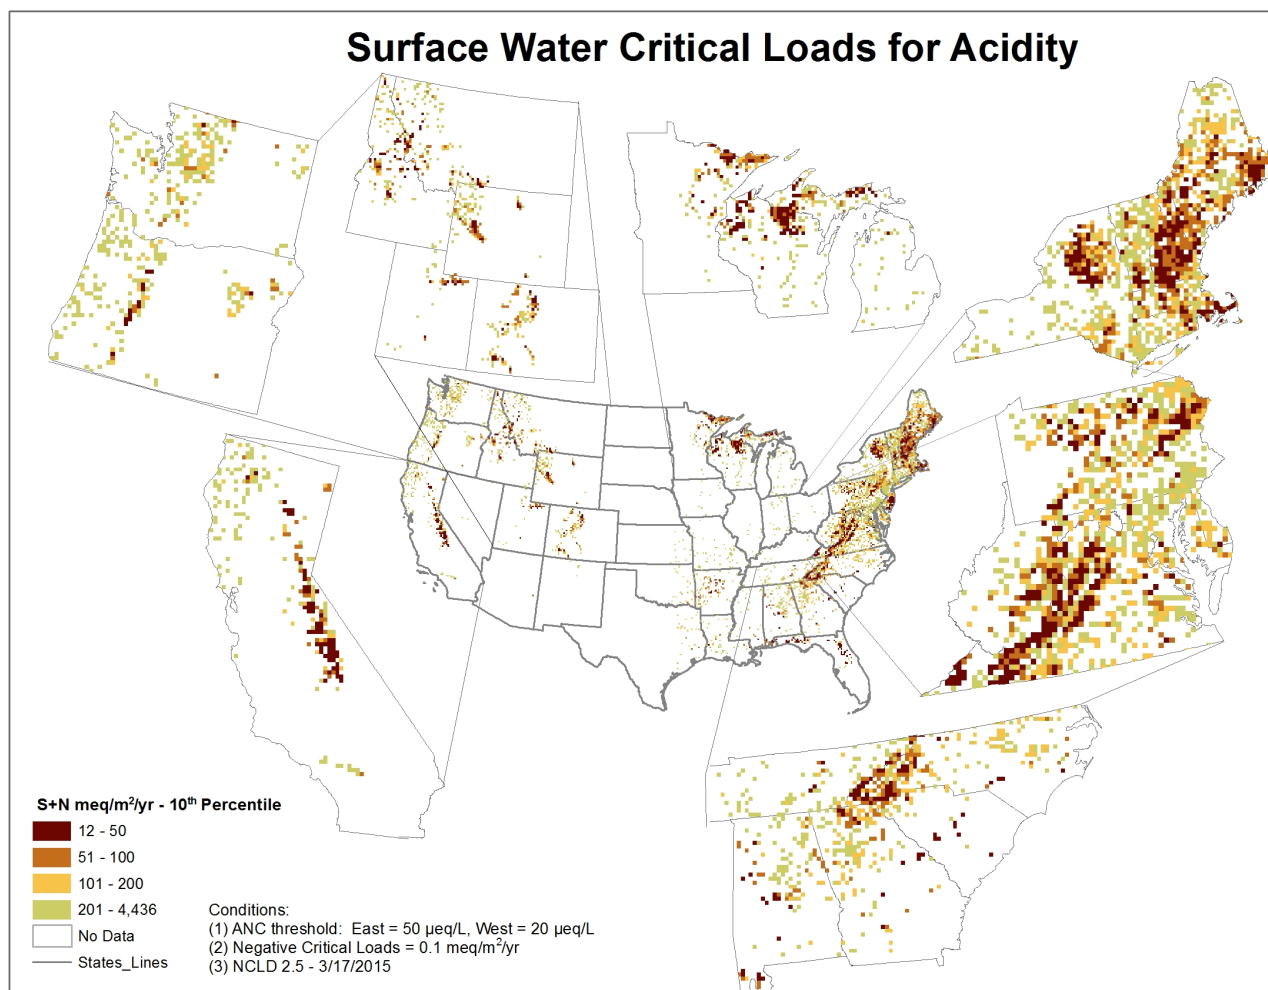 Surface Water Critical Loads for Acidity
S+N meq/m²/yr - 10th Percentile
12 - 50
51 - 100
101 - 200
201 - 4,436
No Data
States_Lines
Conditions:
(1) ANC threshold:  East = 50 µeq/L, West = 20 µeq/L
(2) Negative Critical Loads = 0.1 meq/m²/yr
(3) NCLD 2.5 - 3/17/2015